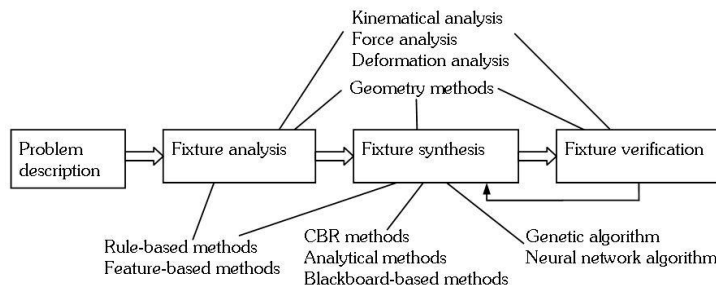 Kinematical analysis
Force analysis
Deformation analysis
Geometry methods
Problem
description
Fixture analysis
Fixture synthesis
Fixture verification
Rule-based methods
Feature-based methods
CBR methods
Analytical methods
Blackboard-based methods
Genetic algorithm
Neural network algorithm